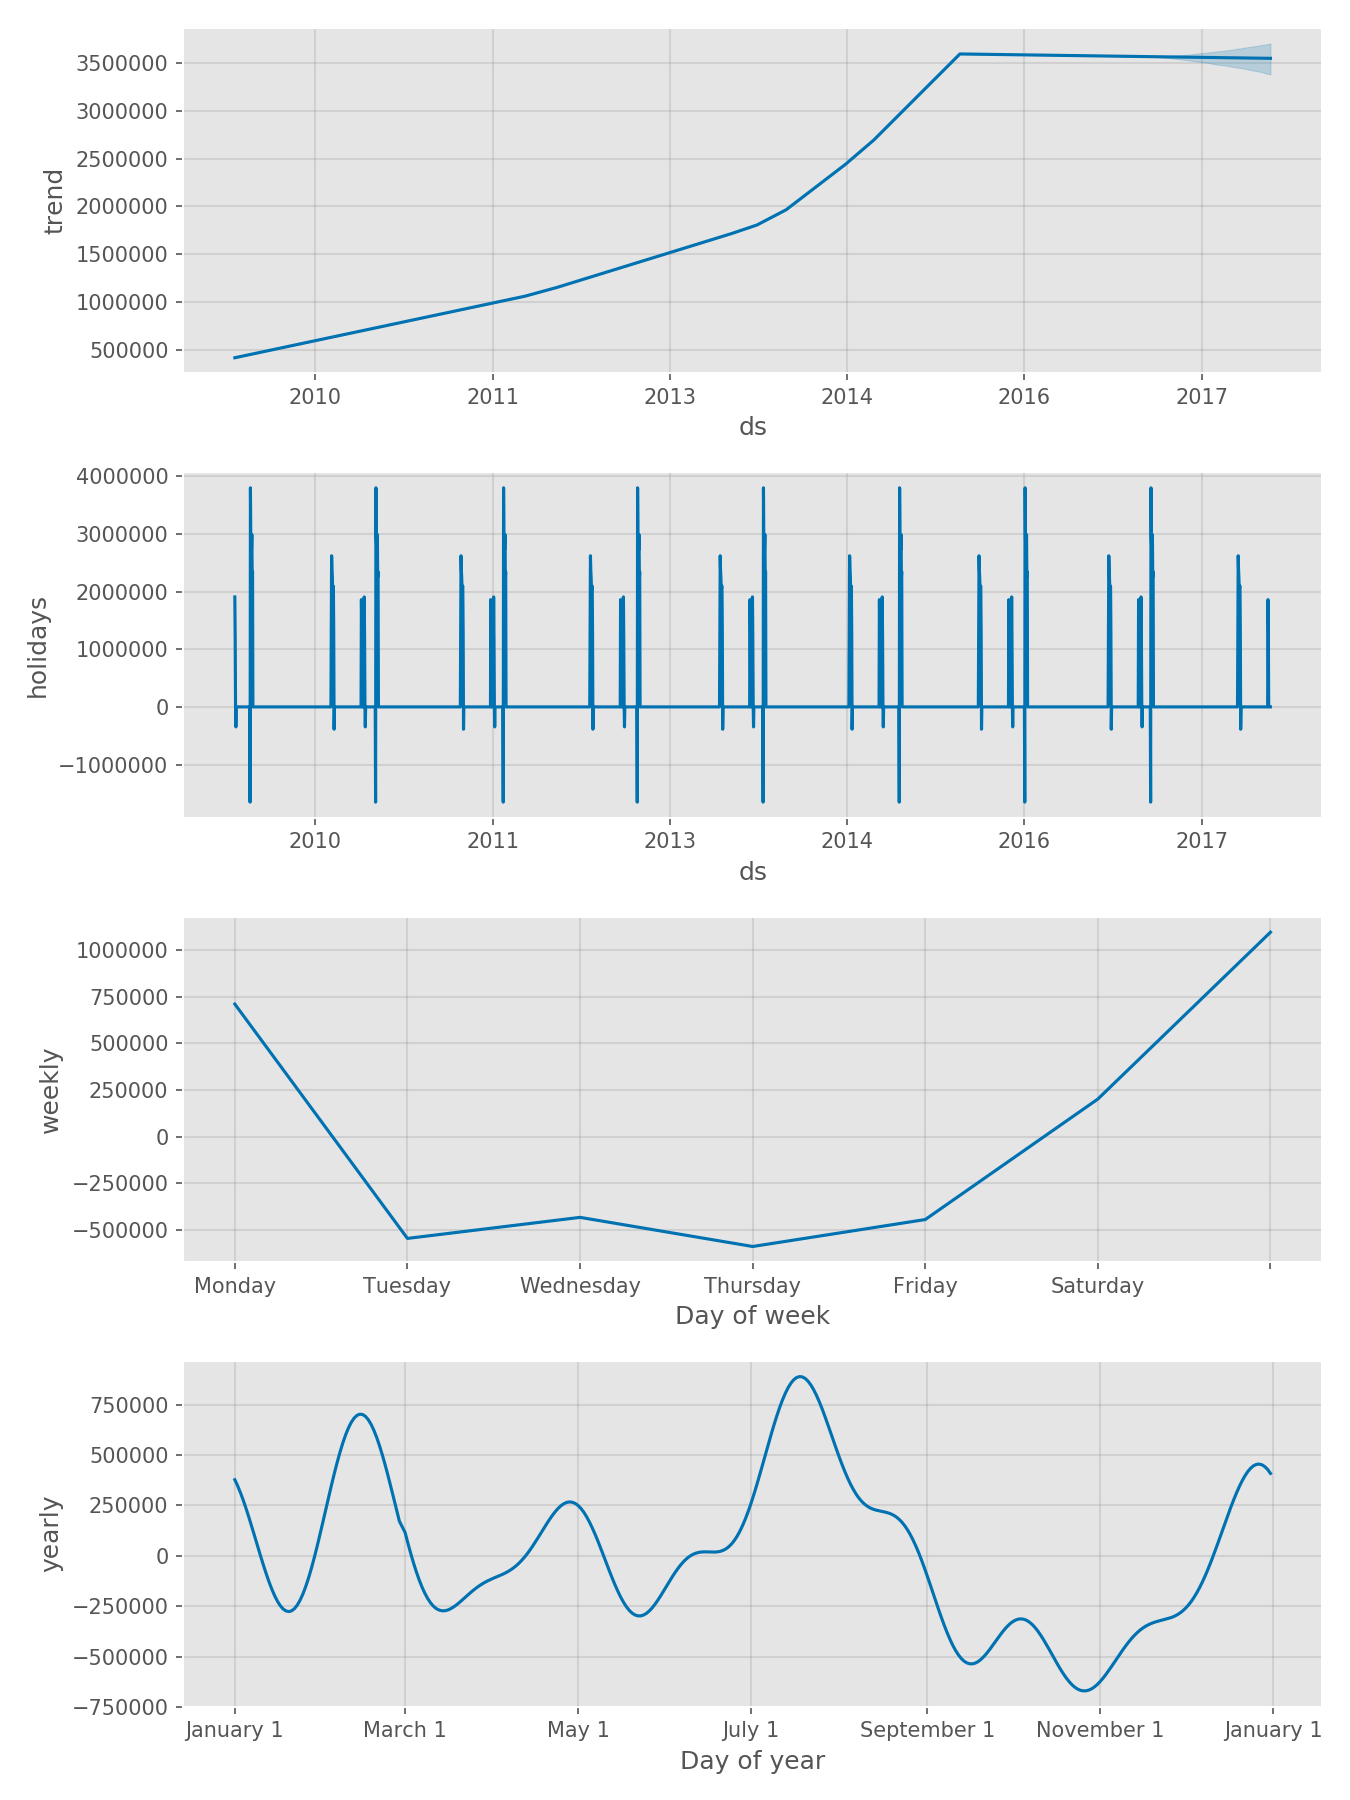 3500000
3000000
2500000
2000000
1500000
1000000
500000
trend
2010 2011 2013 2014 2016 2017
ds
4000000
3000000
2000000
1000000
0
−1000000
holidays
2010 2011 2013 2014 2016 2017
ds
1000000
750000
500000
250000
0
−250000
−500000
weekly
Monday Tuesday Wednesday Thursday Friday Saturday
Day of week
750000
500000
250000
0
−250000
−500000
−750000
yearly
January 1 March 1 May 1 July 1 September 1 November 1 January 1
Day of year